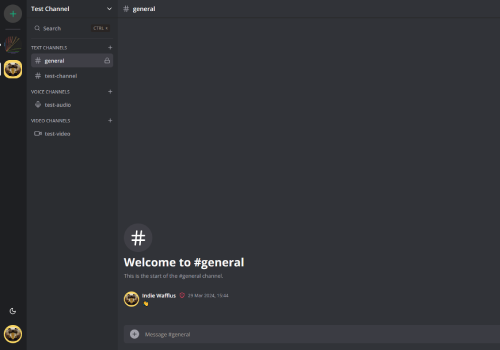 Test Channel
# general
Search
CTRL +
TEXT CHANNELS +
# general
# test-channel
VOICE CHANNELS +
test-audio
VIDEO CHANNELS +
test-video
#
Welcome to #general
This is the start of the #general channel.
Indie Waffus 29 Mar 2024, 15:44
Message #general